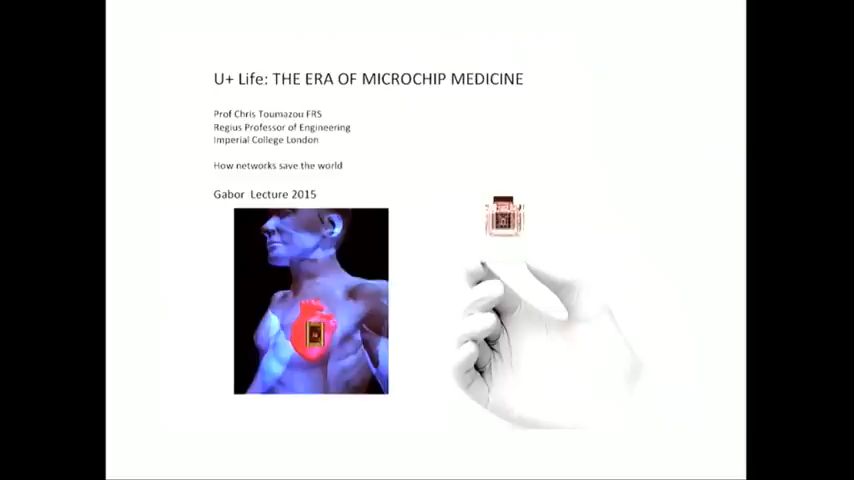 U+ Life: THE ERA OF MICROCHIP MEDICINE
Prof Chris Toumazou FRS
Regius Professor of Engineering
Imperial College London
How networks save the world
Gabor Lecture 2015